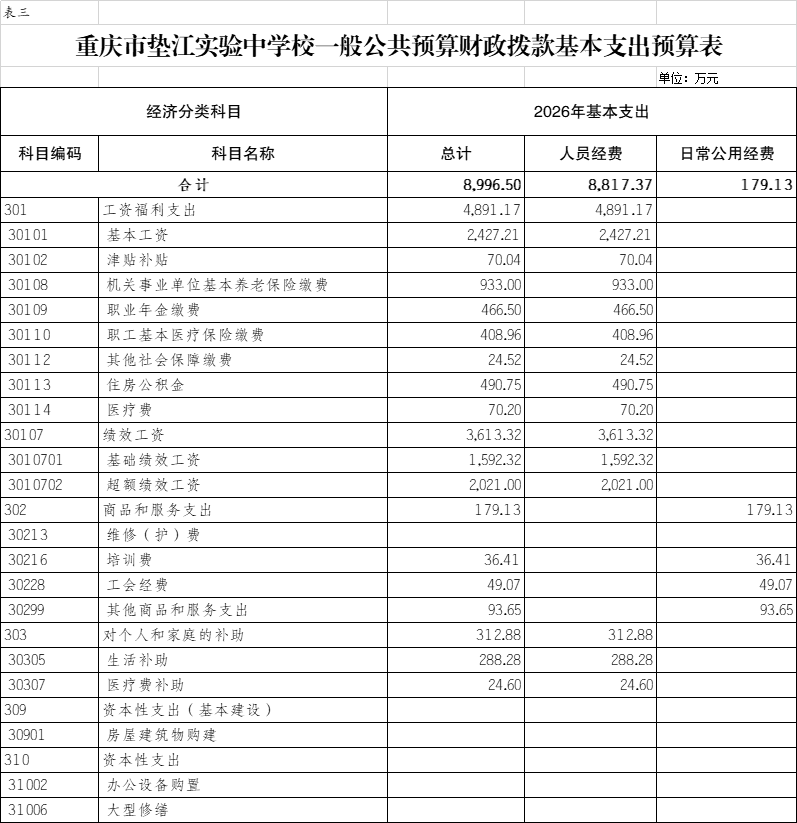 表三
重庆市垫江实验中学校一般公共预算财政拨款基本支出预算表
单位：万元
经济分类科目 2026年基本支出
科目编码 科目名称 总计 人员经费 日常公用经费
合计 8,996.50 8,817.37 179.13
301 工资福利支出 4,891.17 4,891.17
30101 基本工资 2,427.21 2,427.21
30102 津贴补贴 70.04 70.04
30108 机关事业单位基本养老保险缴费 933.00 933.00
30109 职业年金缴费 466.50 466.50
30110 职工基本医疗保险缴费 408.96 408.96
30112 其他社会保障缴费 24.52 24.52
30113 住房公积金 490.75 490.75
30114 医疗费 70.20 70.20
30107 绩效工资 3,613.32 3,613.32
3010701 基础绩效工资 1,592.32 1,592.32
3010702 超额绩效工资 2,021.00 2,021.00
302 商品和服务支出 179.13 179.13
30213 维修（护）费
30216 培训费 36.41 36.41
30228 工会经费 49.07 49.07
30299 其他商品和服务支出 93.65 93.65
303 对个人和家庭的补助 312.88 312.88
30305 生活补助 288.28 288.28
30307 医疗费补助 24.60 24.60
309 资本性支出（基本建设）
30901 房屋建筑物购建
310 资本性支出
31002 办公设备购置
31006 大型修缮